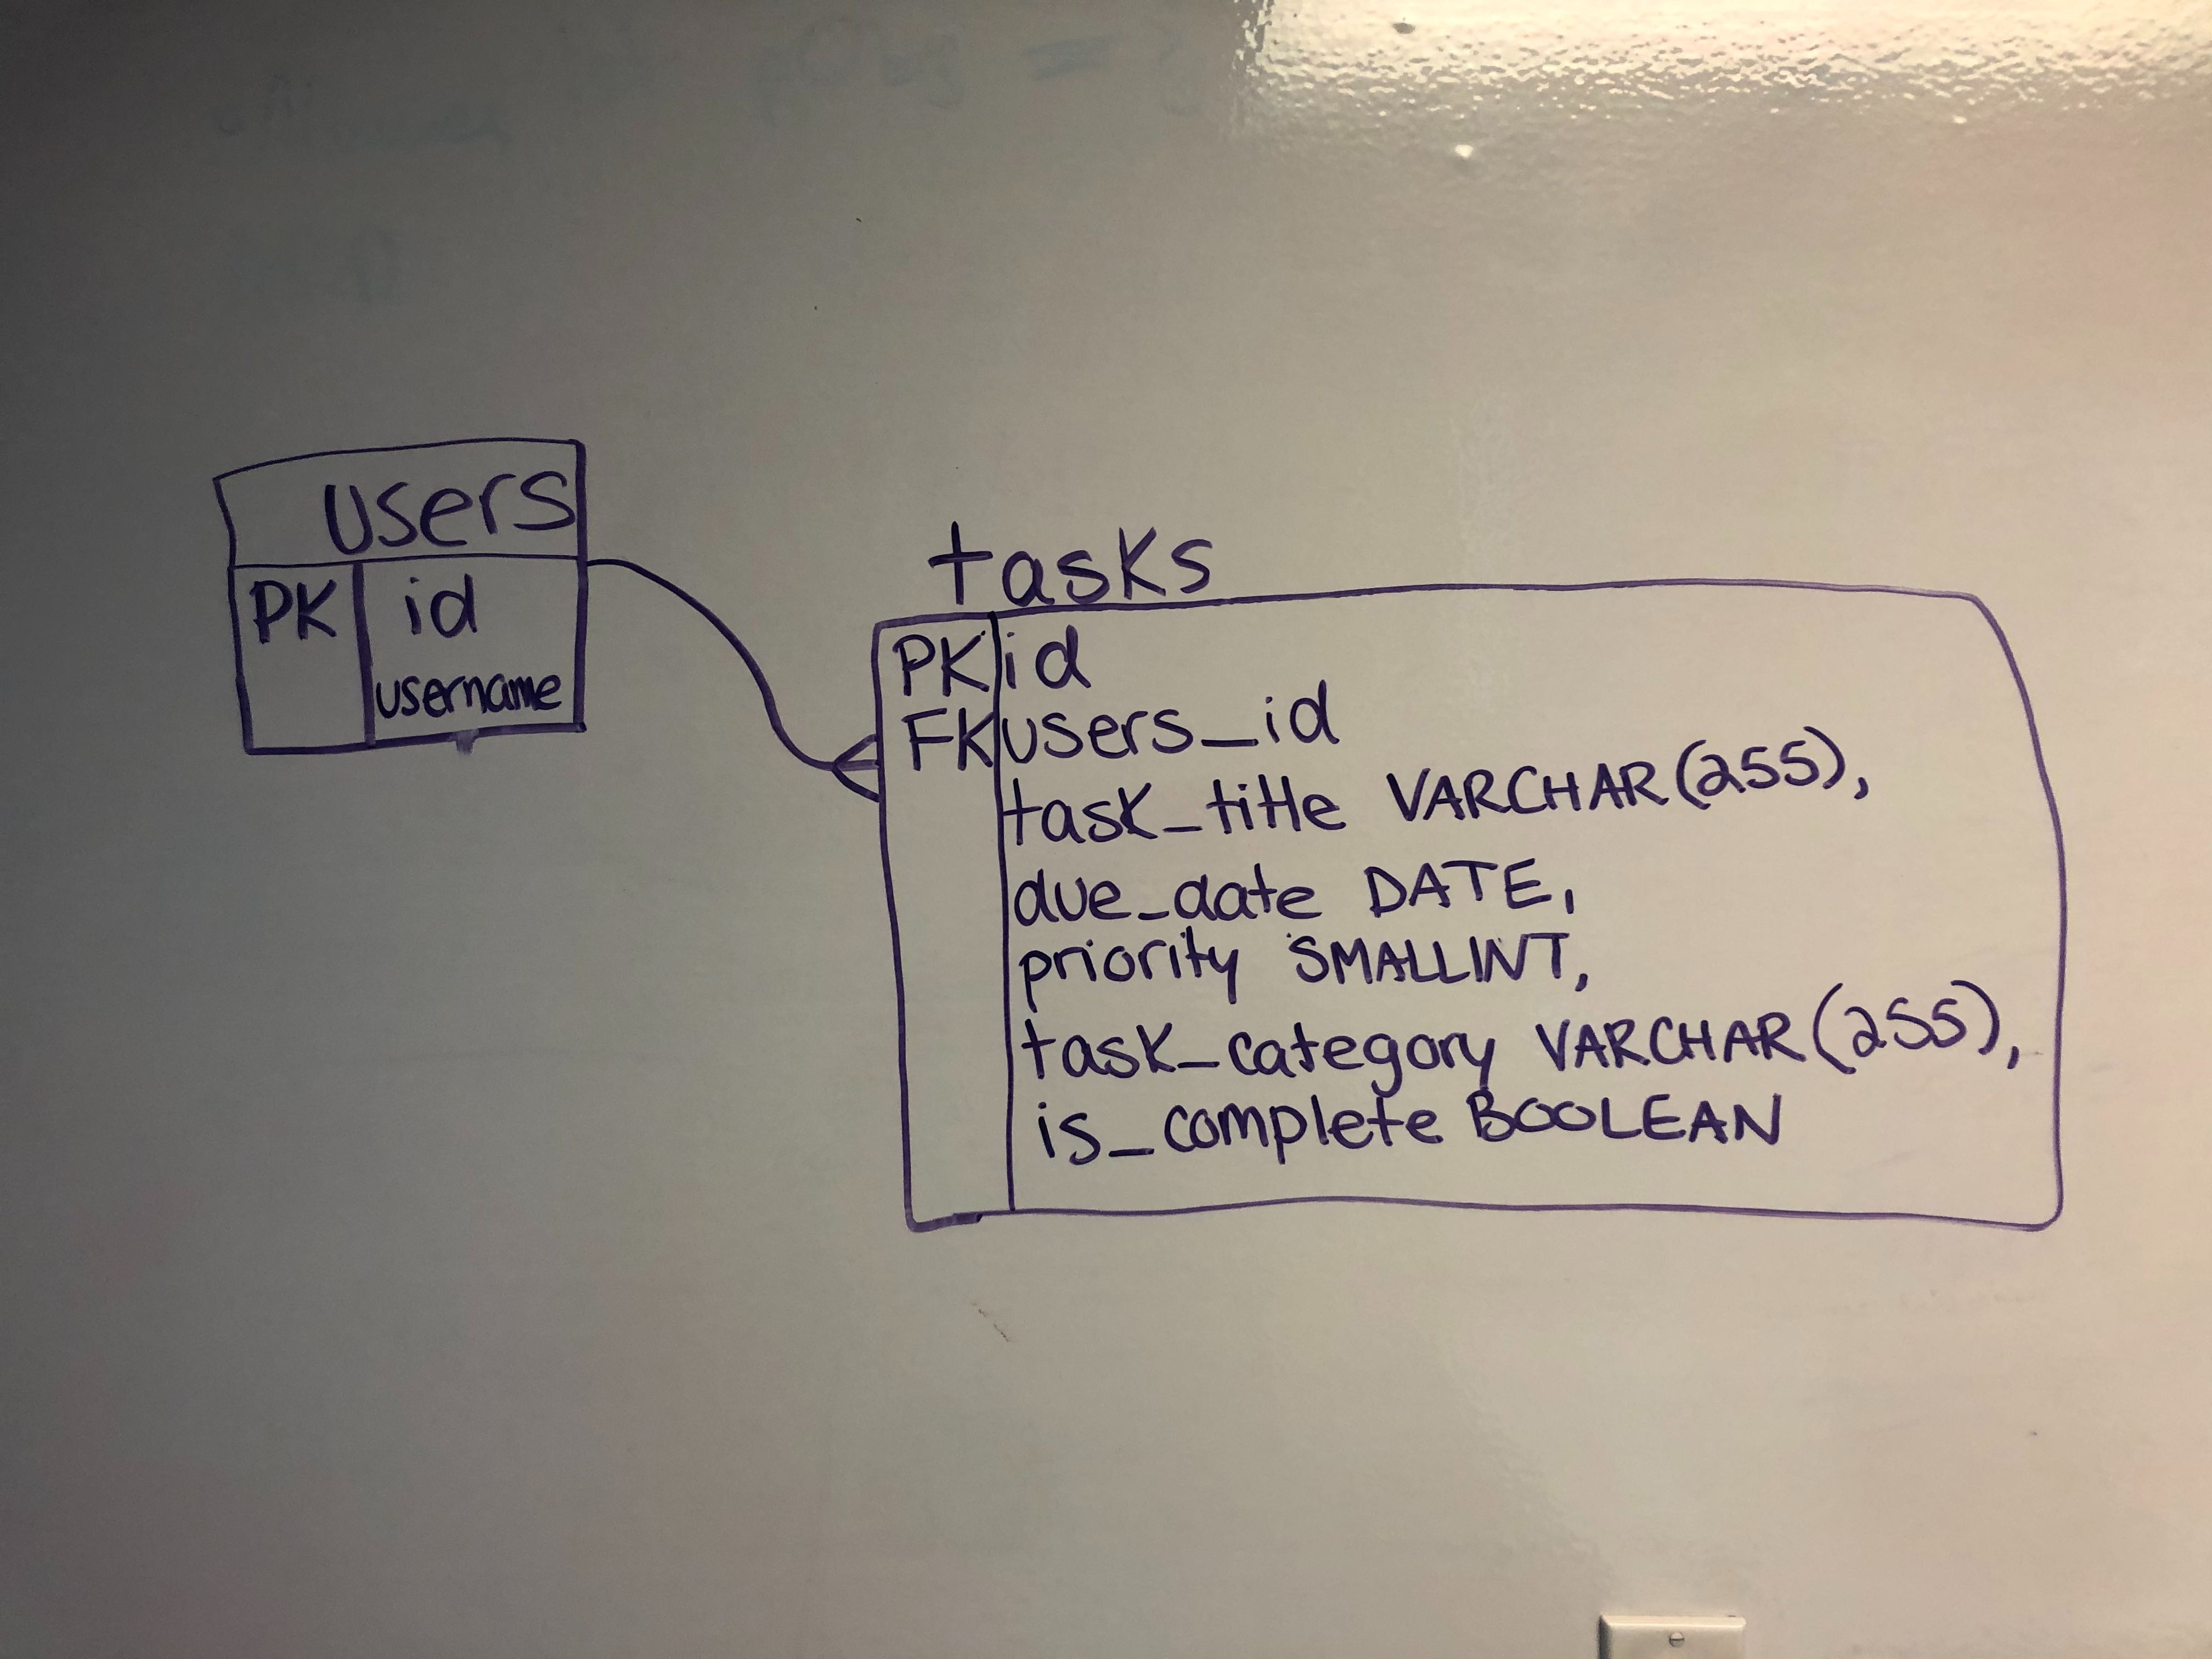 users
PK id
username
tasks
PK id
FK users_id
task_title VARCHAR(255),
due_date DATE,
priority SMALLINT,
task_category VARCHAR(255),
is_complete BOOLEAN